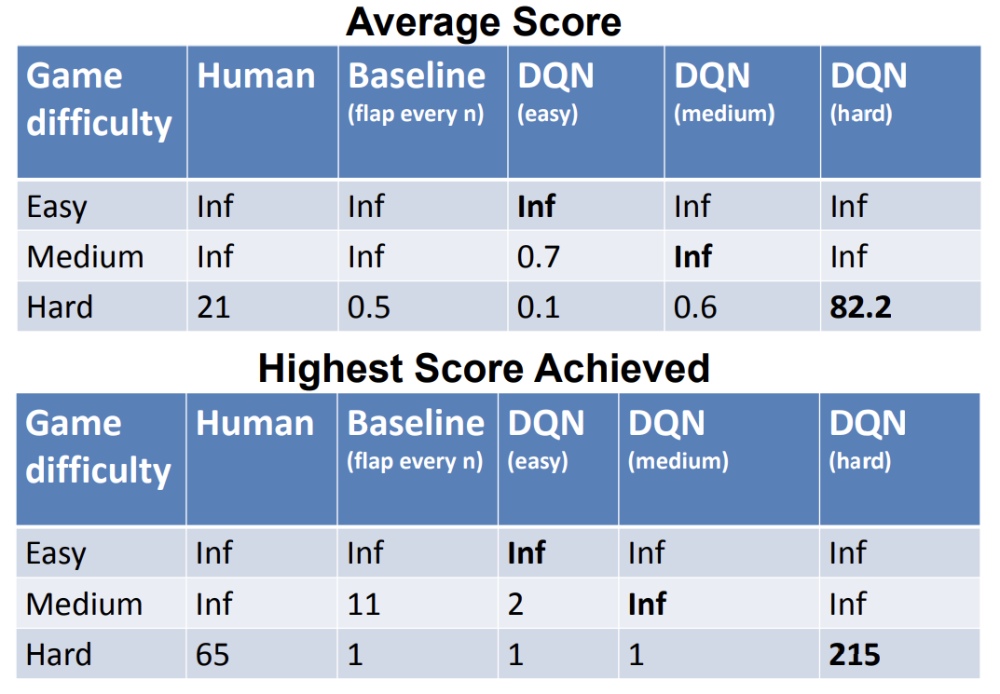 Average Score
Game difficulty Human Baseline (flap every n) DQN (easy) DQN (medium) DQN (hard)
Easy Inf Inf Inf Inf Inf
Medium Inf Inf 0.7 Inf Inf
Hard 21 0.5 0.1 0.6 82.2
Highest Score Achieved
Game difficulty Human Baseline (flap every n) DQN (easy) DQN (medium) DQN (hard)
Easy Inf Inf Inf Inf Inf
Medium Inf 11 2 Inf Inf
Hard 65 1 1 1 215